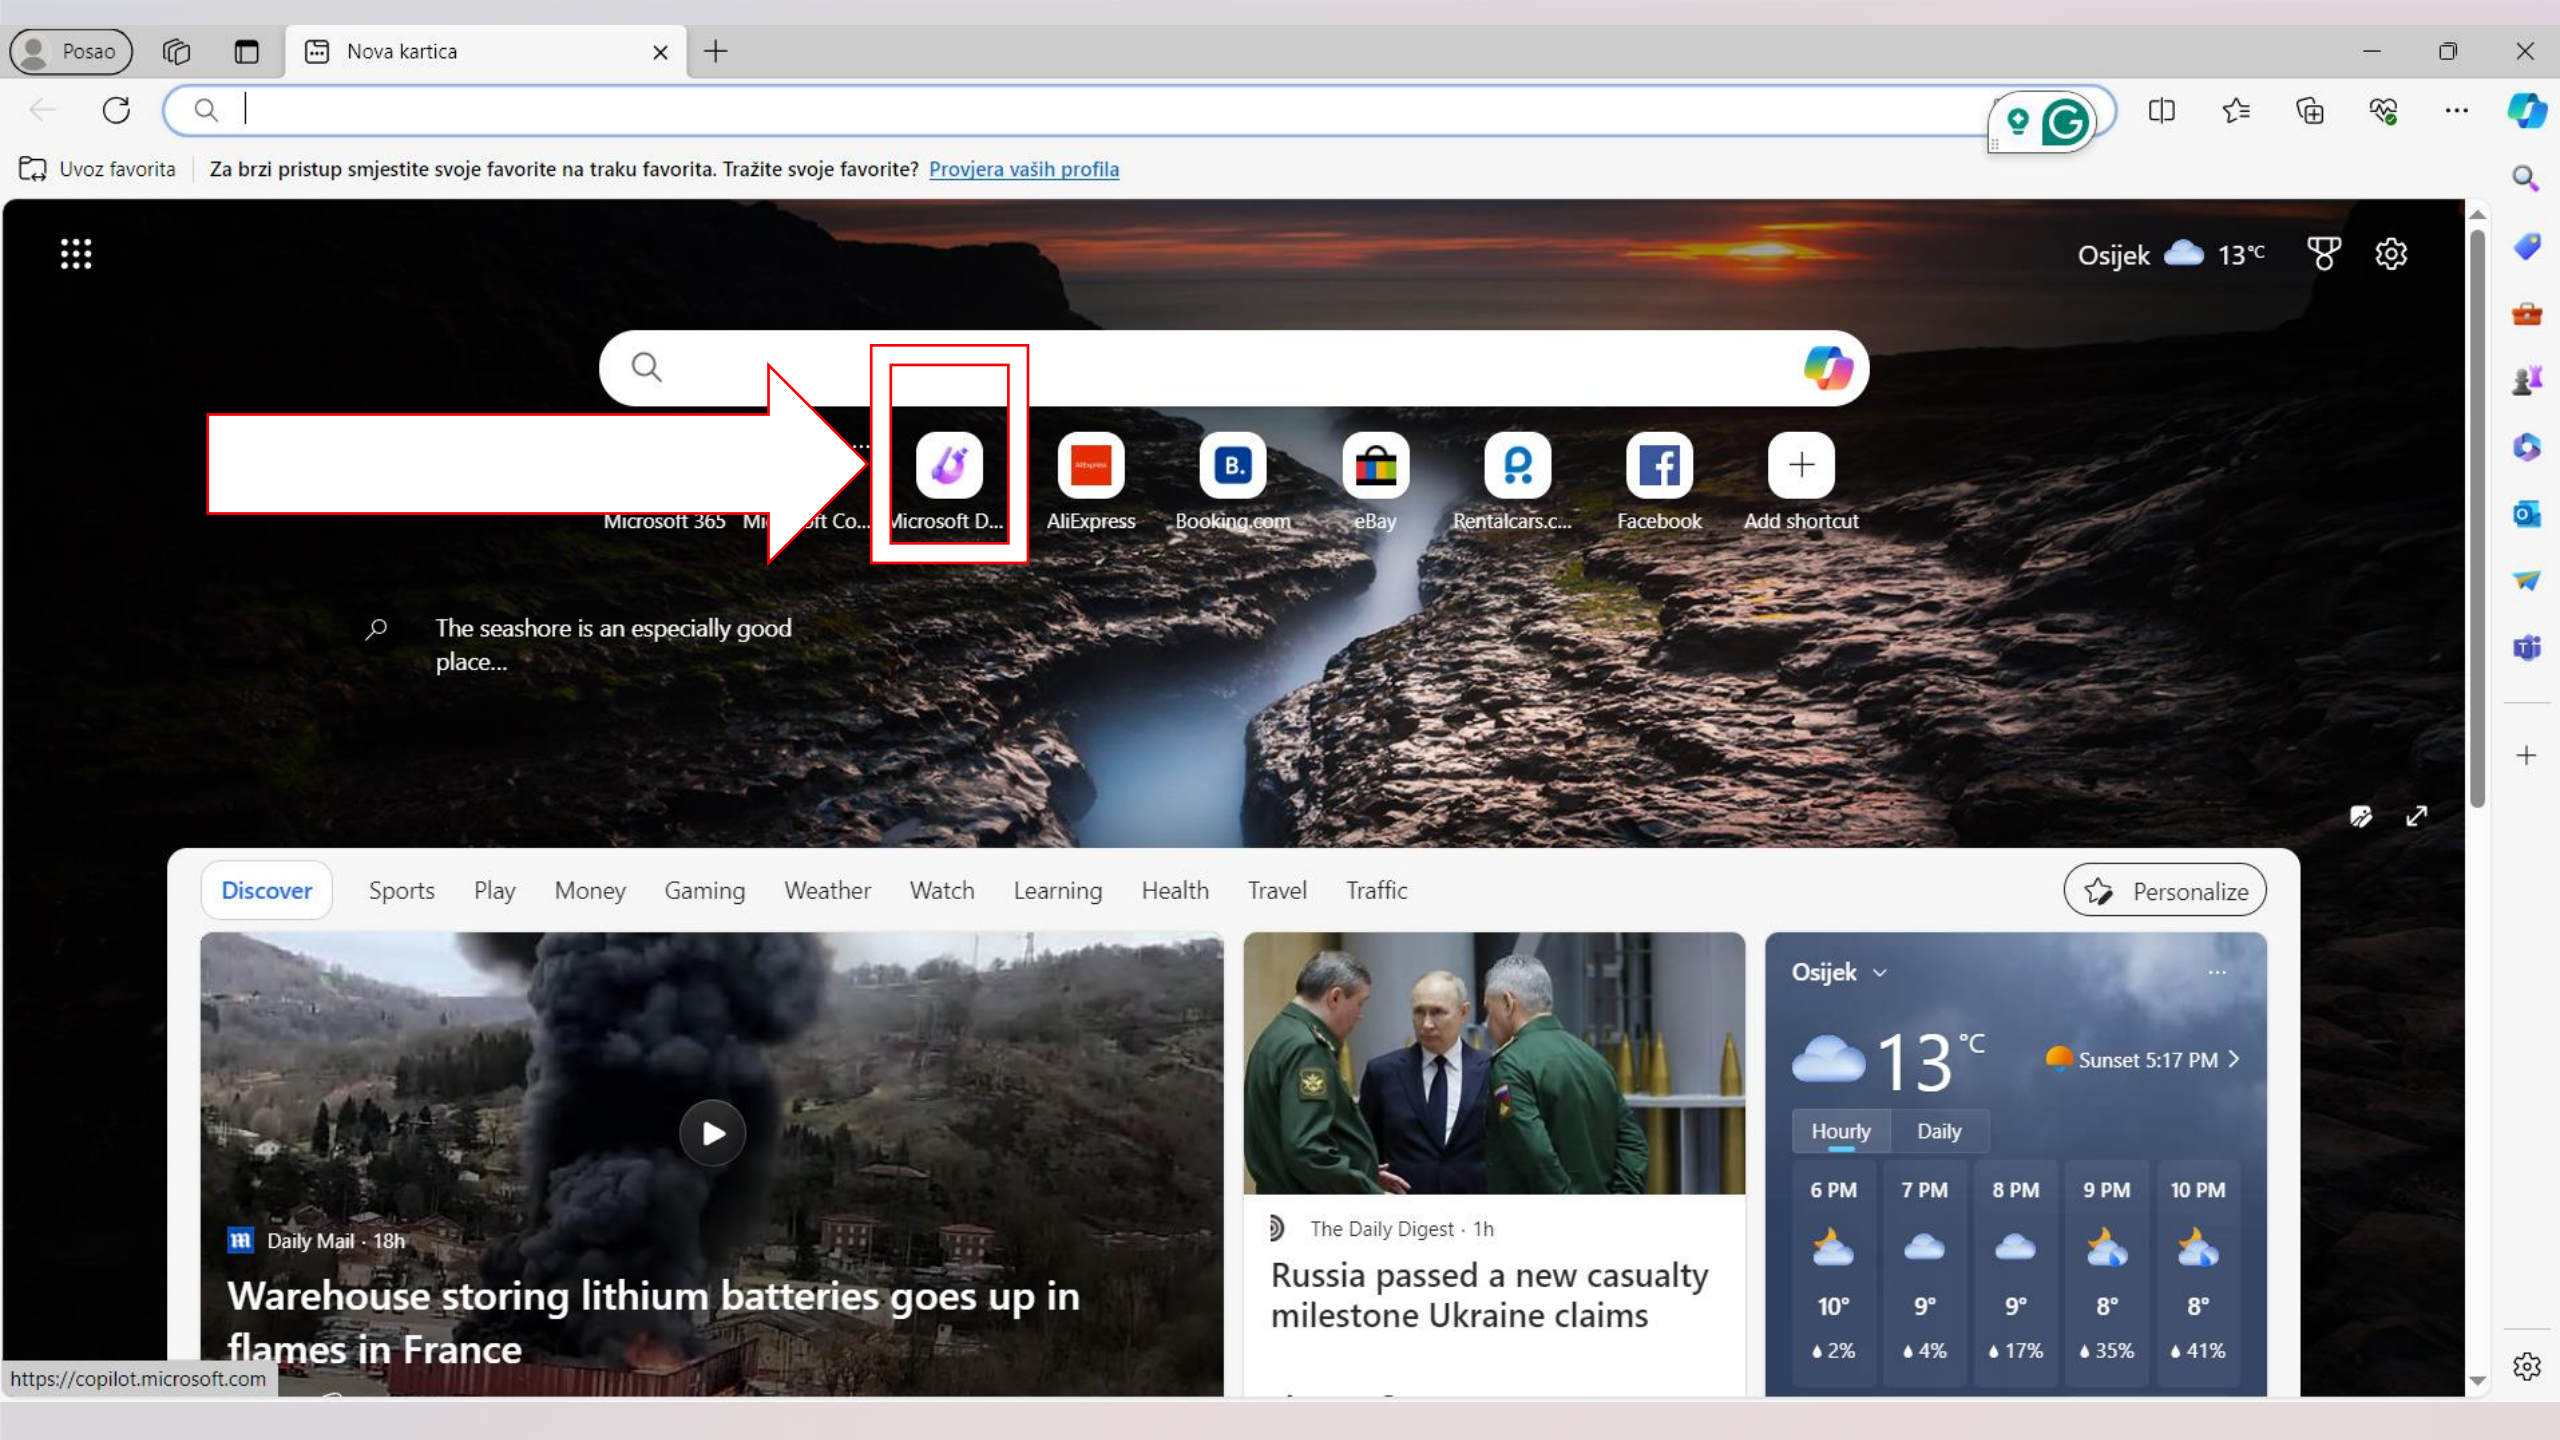 Posao
Nova kartica
Uvoz favorita
Za brzi pristup smjestite svoje favorite na traku favorita. Tražite svoje favorite? Provjera vaših profila
Osijek 13°C
Microsoft 365
AliExpress
Booking.com
eBay
Rentalcars.c...
Facebook
Add shortcut
Microsoft D...
The seashore is an especially good
place...
Discover Sports Play Money Gaming Weather Watch Learning Health Travel Traffic
Personalize
Daily Mail · 18h
Warehouse storing lithium batteries goes up in
flames in France
The Daily Digest · 1h
Russia passed a new casualty
milestone Ukraine claims
Osijek
13°C
Sunset 5:17 PM
Hourly Daily
6 PM 7 PM 8 PM 9 PM 10 PM
10° 9° 9° 8° 8°
2% 4% 17% 35% 41%
https://copilot.microsoft.com